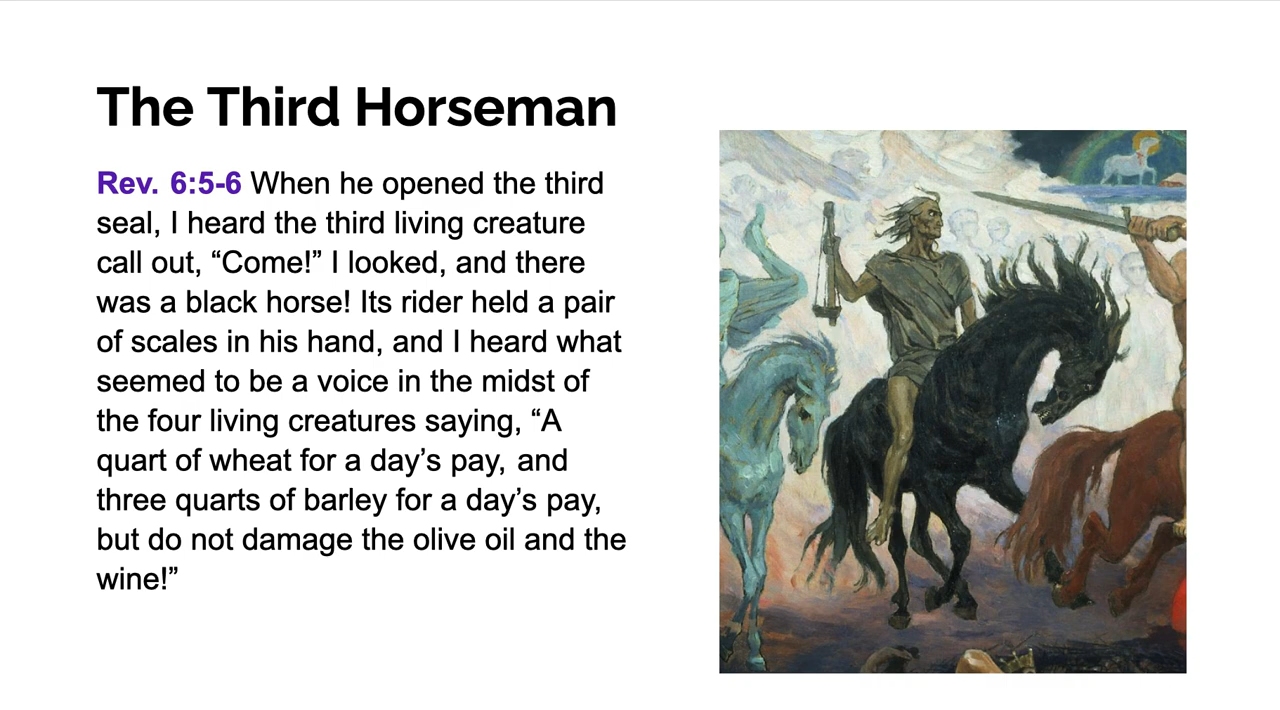 The Third Horseman
Rev. 6:5-6 When he opened the third
seal, I heard the third living creature
call out, “Come!” I looked, and there
was a black horse! Its rider held a pair
of scales in his hand, and I heard what
seemed to be a voice in the midst of
the four living creatures saying, “A
quart of wheat for a day’s pay, and
three quarts of barley for a day’s pay,
but do not damage the olive oil and the
wine!”